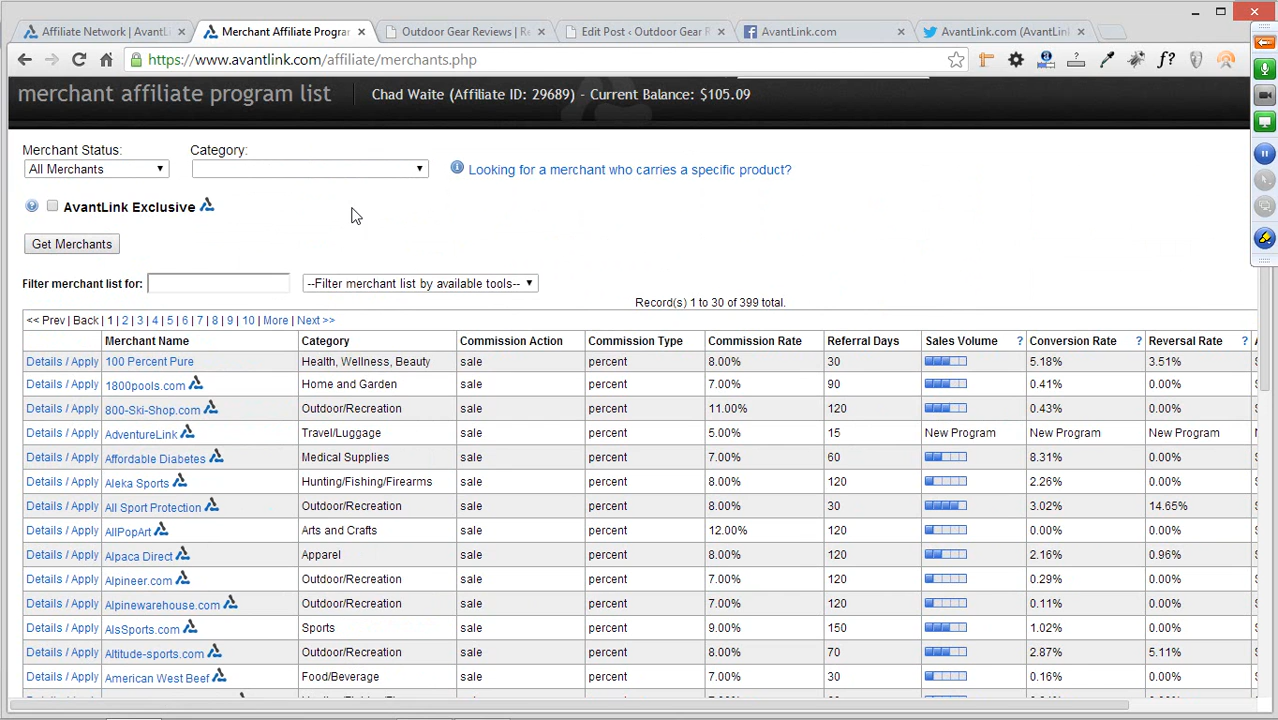 Affiliate Network | AvantL
Merchant Affiliate Program
Outdoor Gear Reviews | Re
Edit Post ‹ Outdoor Gear R
AvantLink.com
AvantLink.com (AvantLink
https://www.avantlink.com/affiliate/merchants.php
merchant affiliate program list
Chad Waite (Affiliate ID: 29689) - Current Balance: $105.09
Merchant Status: Category:
All Merchants
Looking for a merchant who carries a specific product?
AvantLink Exclusive
Get Merchants
Filter merchant list for: --Filter merchant list by available tools--
Record(s) 1 to 30 of 399 total.
<< Prev | Back | 1 | 2 | 3 | 4 | 5 | 6 | 7 | 8 | 9 | 10 | More | Next >>
Merchant Name Category Commission Action Commission Type Commission Rate Referral Days Sales Volume ? Conversion Rate ? Reversal Rate ?
Details / Apply 100 Percent Pure Health, Wellness, Beauty sale percent 8.00% 30 5.18% 3.51%
Details / Apply 1800pools.com Home and Garden sale percent 7.00% 90 0.41% 0.00%
Details / Apply 800-Ski-Shop.com Outdoor/Recreation sale percent 11.00% 120 0.43% 0.00%
Details / Apply AdventureLink Travel/Luggage sale percent 5.00% 15 New Program New Program New Program
Details / Apply Affordable Diabetes Medical Supplies sale percent 7.00% 60 8.31% 0.00%
Details / Apply Aleka Sports Hunting/Fishing/Firearms sale percent 8.00% 30 2.26% 0.00%
Details / Apply All Sport Protection Outdoor/Recreation sale percent 8.00% 30 3.02% 14.65%
Details / Apply AllPopArt Arts and Crafts sale percent 12.00% 120 0.00% 0.00%
Details / Apply Alpaca Direct Apparel sale percent 8.00% 120 2.16% 0.96%
Details / Apply Alpineer.com Outdoor/Recreation sale percent 7.00% 120 0.29% 0.00%
Details / Apply Alpinewarehouse.com Outdoor/Recreation sale percent 7.00% 120 0.11% 0.00%
Details / Apply AlsSports.com Sports sale percent 9.00% 150 1.02% 0.00%
Details / Apply Altitude-sports.com Outdoor/Recreation sale percent 8.00% 70 2.87% 5.11%
Details / Apply American West Beef Food/Beverage sale percent 7.00% 30 0.16% 0.00%